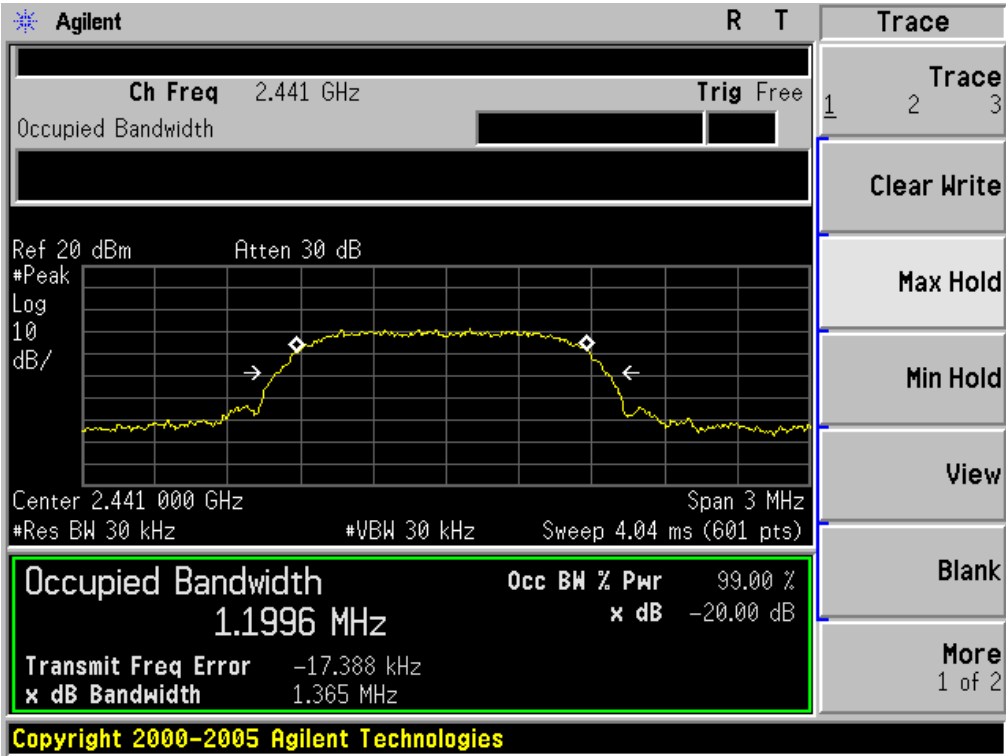 Agilent R T Trace
Ch Freq 2.441 GHz Trig Free
Occupied Bandwidth
Trace
1 2 3
Clear Write
Max Hold
Min Hold
View
Blank
More
1 of 2
Ref 20 dBm Atten 30 dB
#Peak
Log
10
dB/
Center 2.441 000 GHz Span 3 MHz
#Res BW 30 kHz #VBW 30 kHz Sweep 4.04 ms (601 pts)
Occupied Bandwidth Occ BW % Pwr 99.00 %
1.1996 MHz x dB -20.00 dB
Transmit Freq Error -17.388 kHz
x dB Bandwidth 1.365 MHz
Copyright 2000-2005 Agilent Technologies